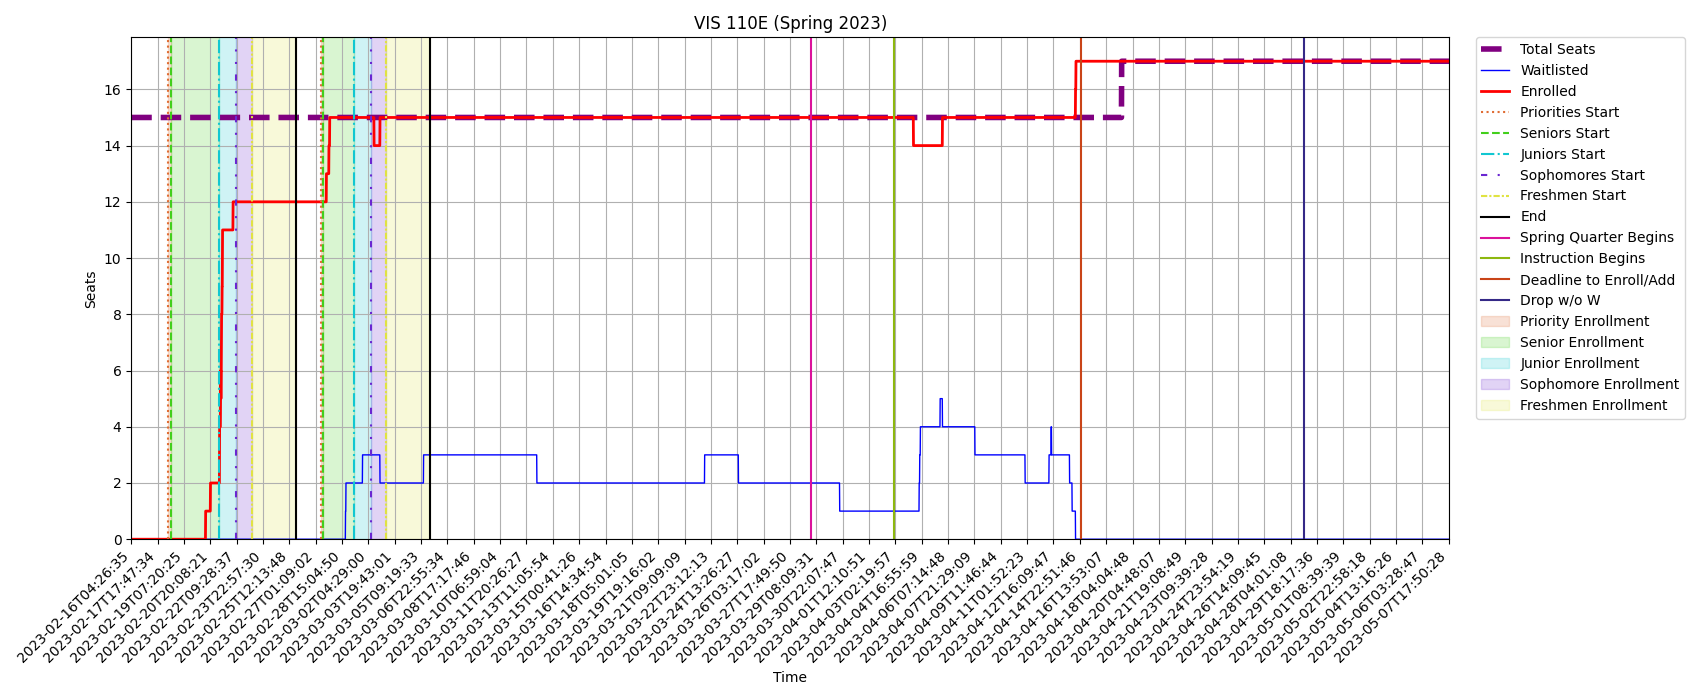 VIS 110E (Spring 2023)
Seats
16
14
12
10
8
6
4
2
0
2023-02-16T04:26:35
2023-02-17T17:47:34
2023-02-19T07:20:25
2023-02-20T20:08:21
2023-02-22T09:28:37
2023-02-23T22:57:30
2023-02-25T12:13:48
2023-02-27T01:09:02
2023-02-28T15:04:50
2023-03-02T04:29:00
2023-03-03T19:43:01
2023-03-05T09:19:33
2023-03-06T22:55:34
2023-03-08T17:17:46
2023-03-10T06:59:04
2023-03-11T20:26:27
2023-03-13T11:05:54
2023-03-15T00:41:26
2023-03-16T14:34:54
2023-03-18T05:01:05
2023-03-19T19:16:02
2023-03-21T09:09:09
2023-03-22T23:12:13
2023-03-24T13:26:27
2023-03-26T03:17:02
2023-03-27T17:49:50
2023-03-29T08:09:31
2023-03-30T22:07:47
2023-04-01T12:10:51
2023-04-03T02:19:57
2023-04-04T16:55:59
2023-04-06T07:14:48
2023-04-07T21:29:09
2023-04-09T11:46:44
2023-04-11T01:52:23
2023-04-12T16:09:47
2023-04-14T22:51:46
2023-04-16T13:53:07
2023-04-18T04:04:48
2023-04-20T04:48:07
2023-04-21T19:08:49
2023-04-23T09:39:28
2023-04-24T23:54:19
2023-04-26T14:09:45
2023-04-28T04:01:08
2023-04-29T18:17:36
2023-05-01T08:39:39
2023-05-02T22:58:18
2023-05-04T13:16:26
2023-05-06T03:28:47
2023-05-07T17:50:28
Time
Total Seats
Waitlisted
Enrolled
Priorities Start
Seniors Start
Juniors Start
Sophomores Start
Freshmen Start
End
Spring Quarter Begins
Instruction Begins
Deadline to Enroll/Add
Drop w/o W
Priority Enrollment
Senior Enrollment
Junior Enrollment
Sophomore Enrollment
Freshmen Enrollment